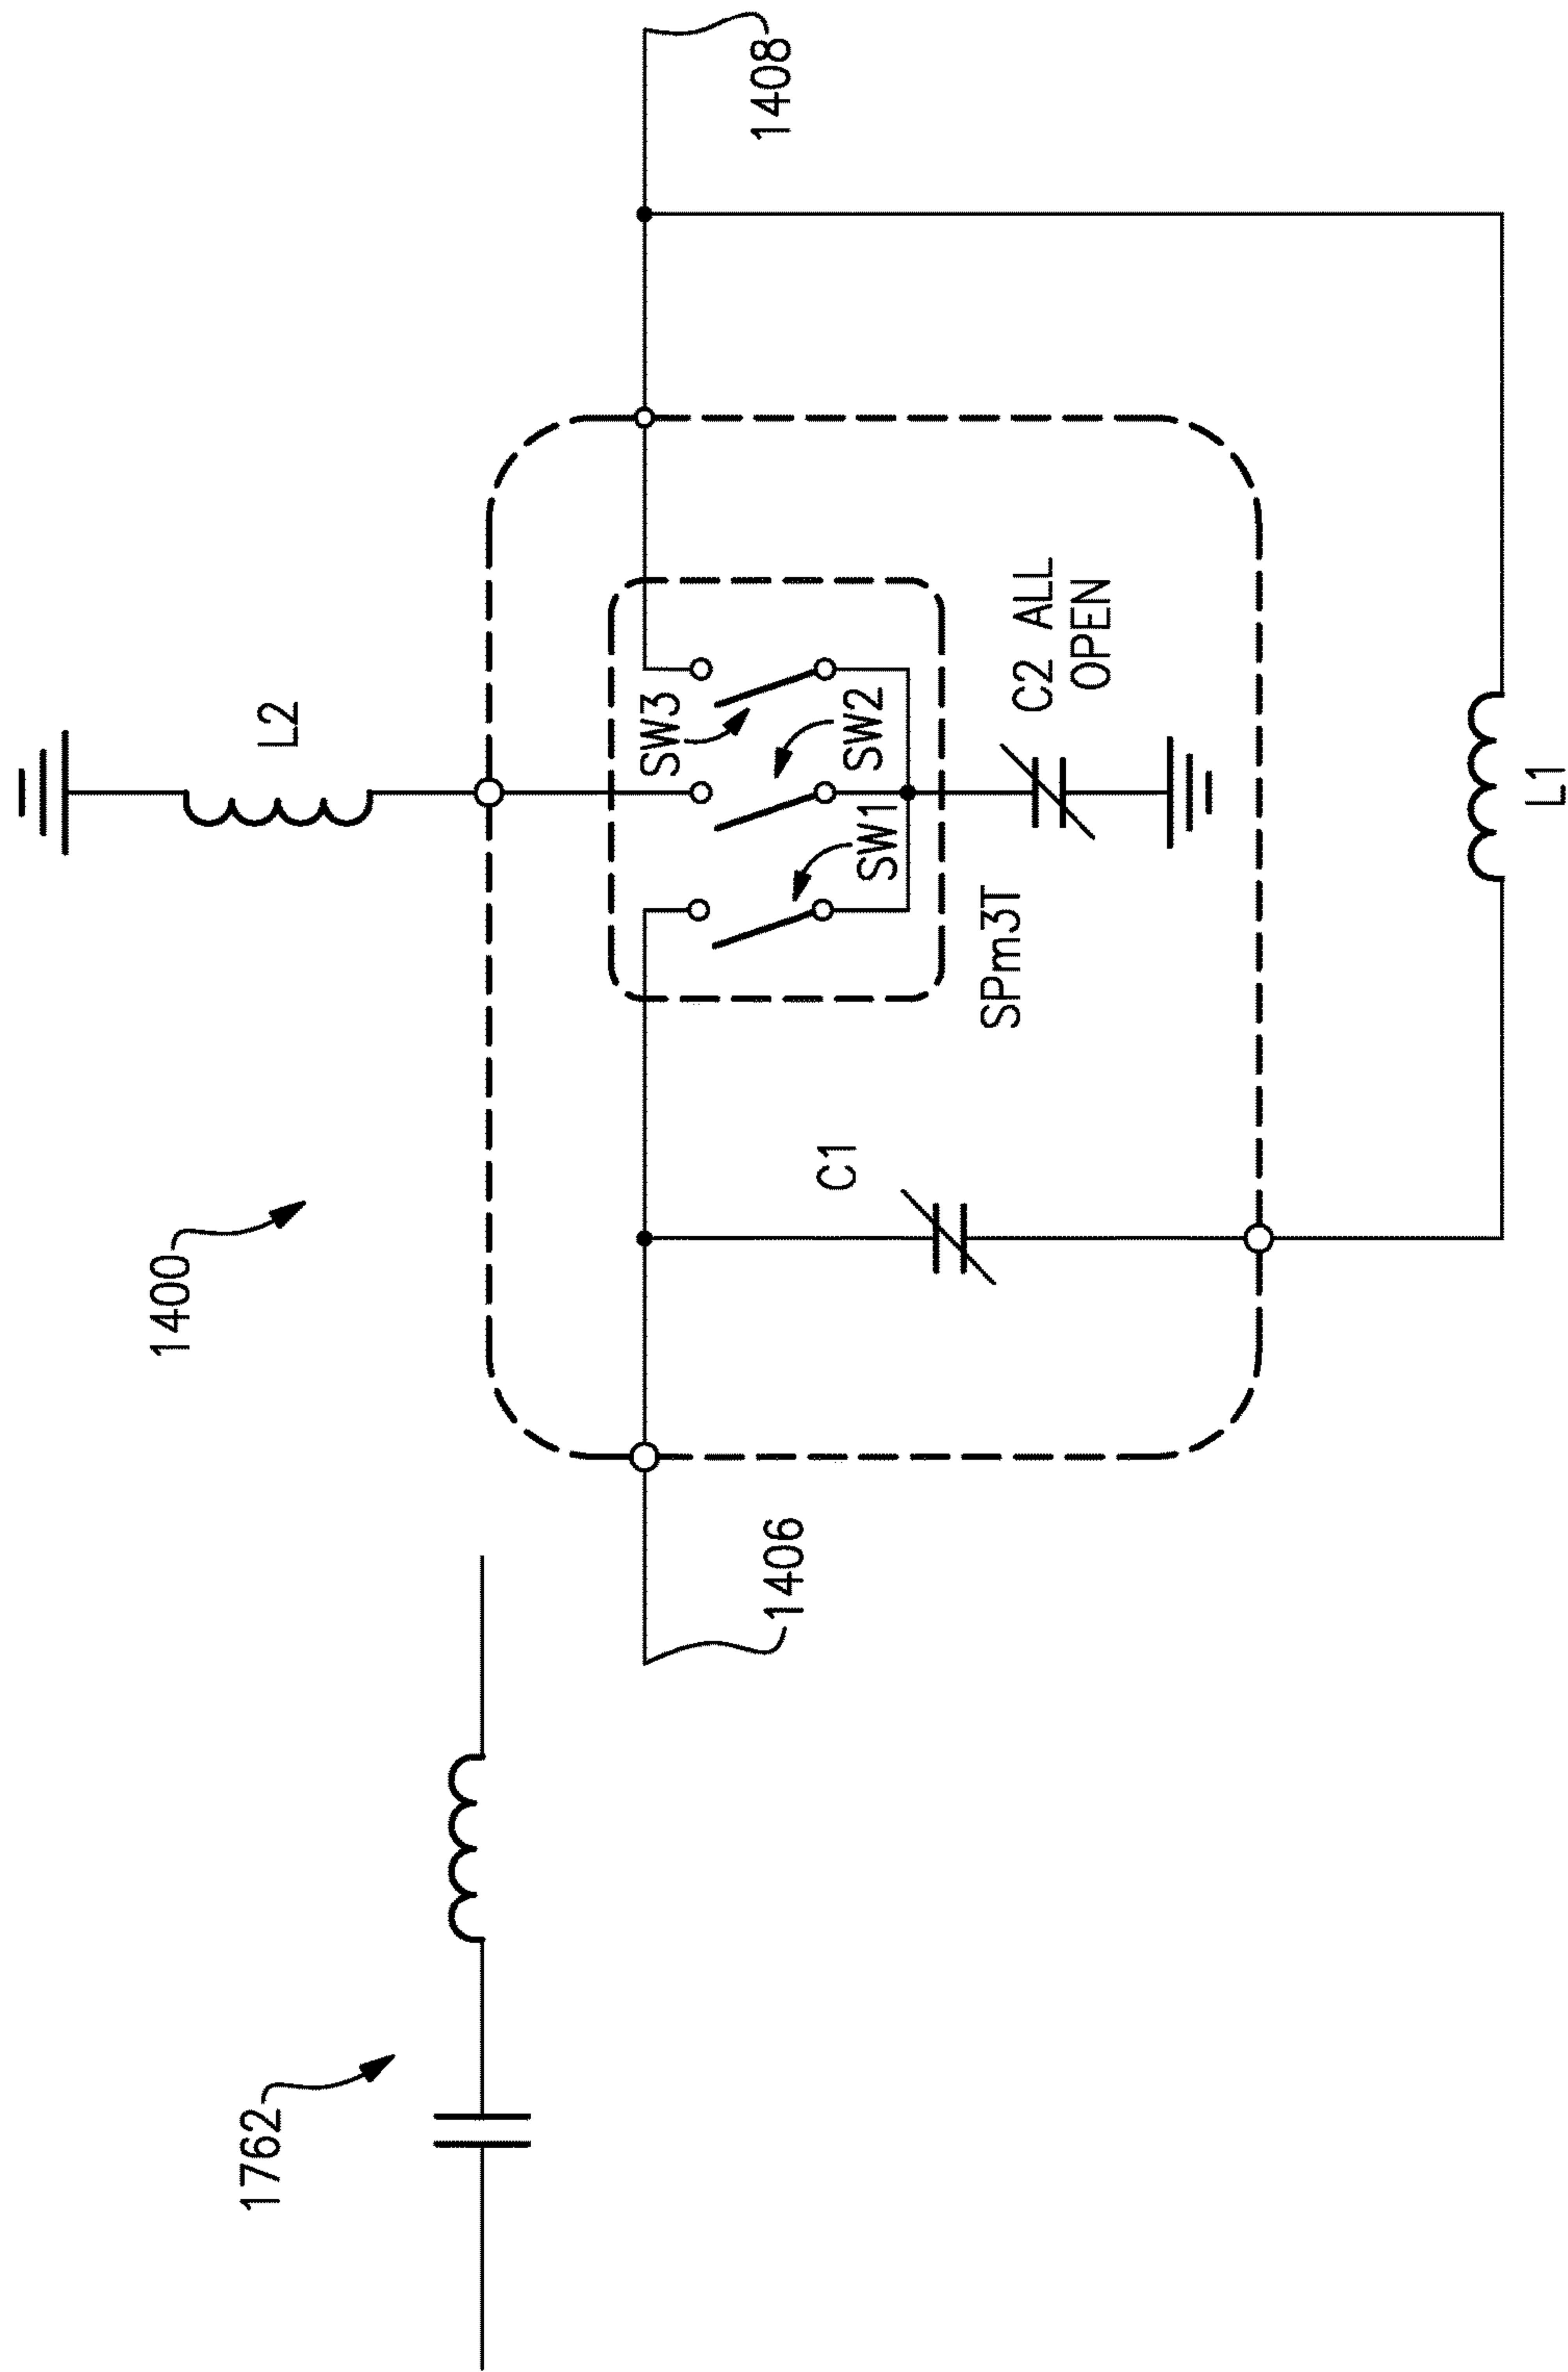 1762
1400
1406
1408
L2
SW3
SW2
SW1
C1
SPm3T
C2 ALL
OPEN
L1